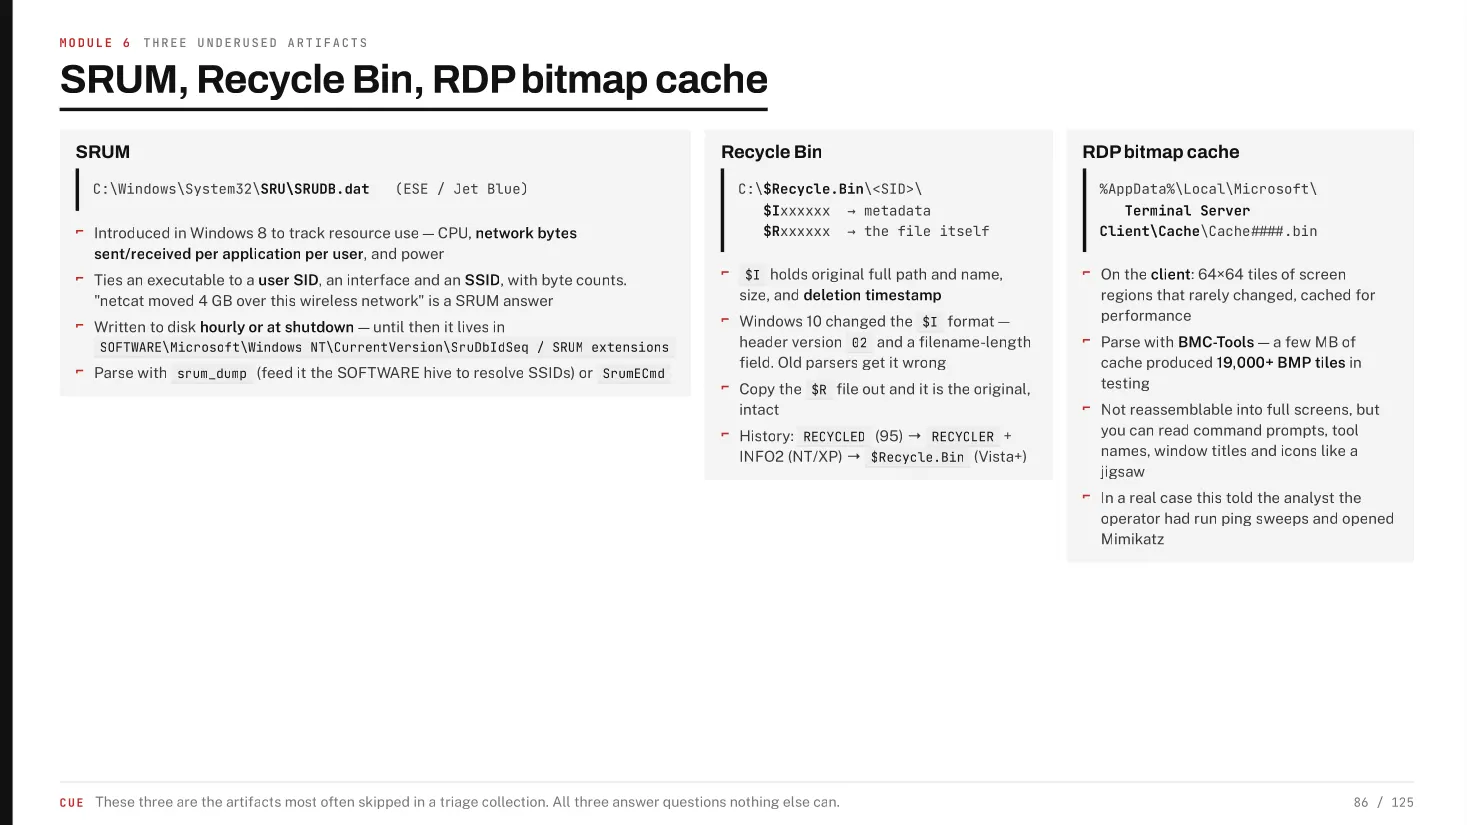 MODULE 6 THREE UNDERUSED ARTIFACTS
SRUM, Recycle Bin, RDP bitmap cache
SRUM
C:\Windows\System32\SRU\SRUDB.dat (ESE / Jet Blue)
Introduced in Windows 8 to track resource use — CPU, network bytes
sent/received per application per user, and power
Ties an executable to a user SID, an interface and an SSID, with byte counts.
"netcat moved 4 GB over this wireless network" is a SRUM answer
Written to disk hourly or at shutdown — until then it lives in
SOFTWARE\Microsoft\Windows NT\CurrentVersion\SruDbIdSeq / SRUM extensions
Parse with srum_dump (feed it the SOFTWARE hive to resolve SSIDs) or SrumECmd
Recycle Bin
C:\$Recycle.Bin\<SID>\
$Ixxxxxx → metadata
$Rxxxxxx → the file itself
$I holds original full path and name,
size, and deletion timestamp
Windows 10 changed the $I format —
header version 02 and a filename-length
field. Old parsers get it wrong
Copy the $R file out and it is the original,
intact
History: RECYCLED (95) → RECYCLER +
INFO2 (NT/XP) → $Recycle.Bin (Vista+)
RDP bitmap cache
%AppData%\Local\Microsoft\
Terminal Server
Client\Cache\Cache####.bin
On the client: 64×64 tiles of screen
regions that rarely changed, cached for
performance
Parse with BMC-Tools — a few MB of
cache produced 19,000+ BMP tiles in
testing
Not reassemblable into full screens, but
you can read command prompts, tool
names, window titles and icons like a
jigsaw
In a real case this told the analyst the
operator had run ping sweeps and opened
Mimikatz
CUE These three are the artifacts most often skipped in a triage collection. All three answer questions nothing else can.
86 / 125